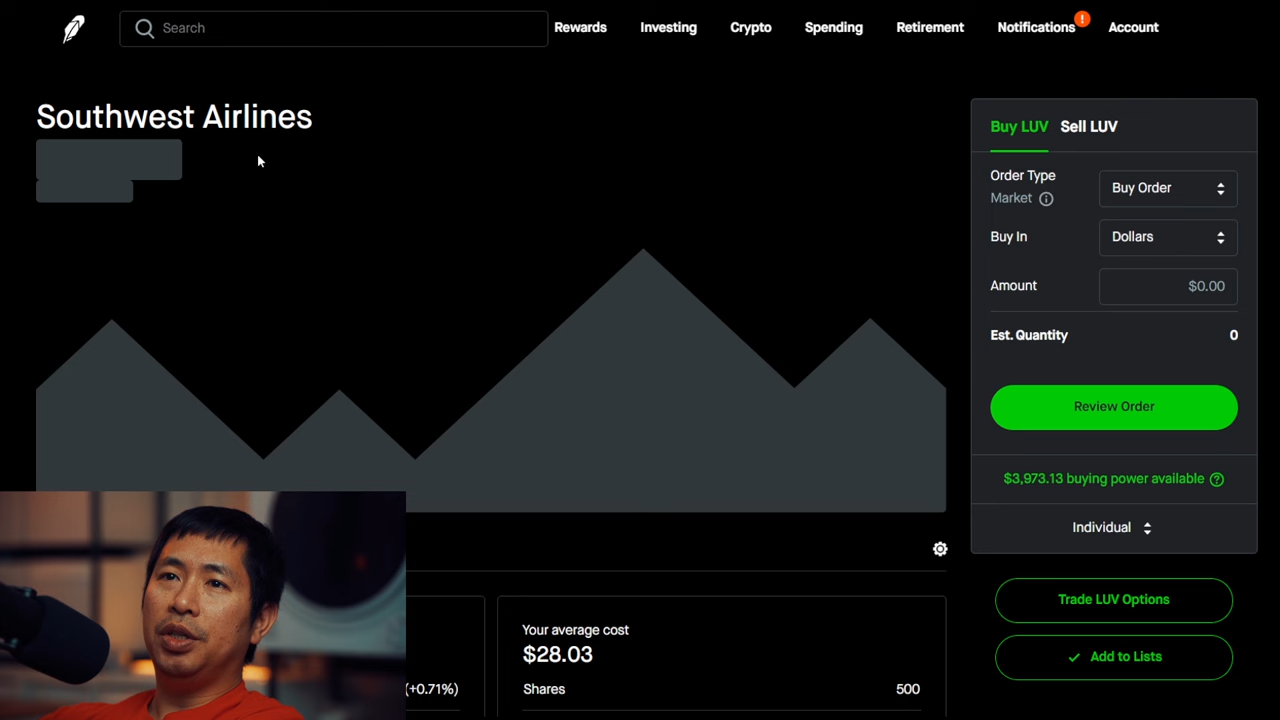 Search
Rewards
Investing
Crypto
Spending
Retirement
Notifications
!
Account
Southwest Airlines
Buy LUV
Sell LUV
Order Type
Market
Buy Order
Buy In
Dollars
Amount
$0.00
Est. Quantity
0
Review Order
$3,973.13 buying power available
Individual
Trade LUV Options
Add to Lists
(+0.71%)
Your average cost
$28.03
Shares
500